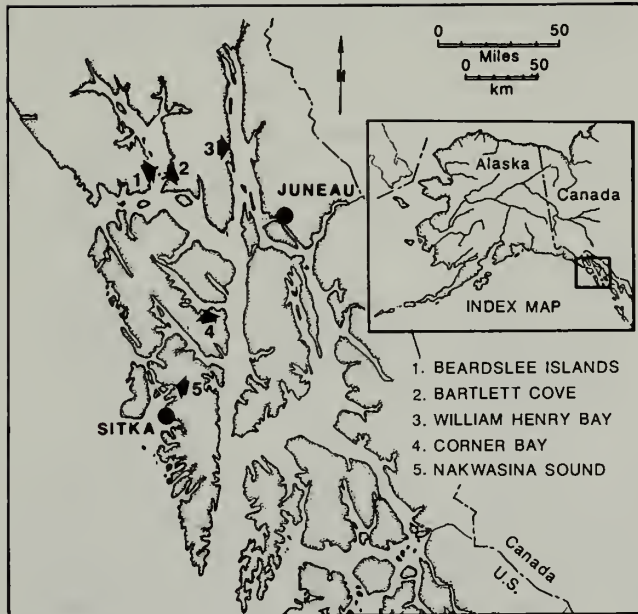 0 50
Miles
0 50
km
N
1 2
3
JUNEAU
4
5
SITKA
Alaska
Canada
INDEX MAP
1. BEARDSLEE ISLANDS
2. BARTLETT COVE
3. WILLIAM HENRY BAY
4. CORNER BAY
5. NAKWASINA SOUND
Canada
U.S.